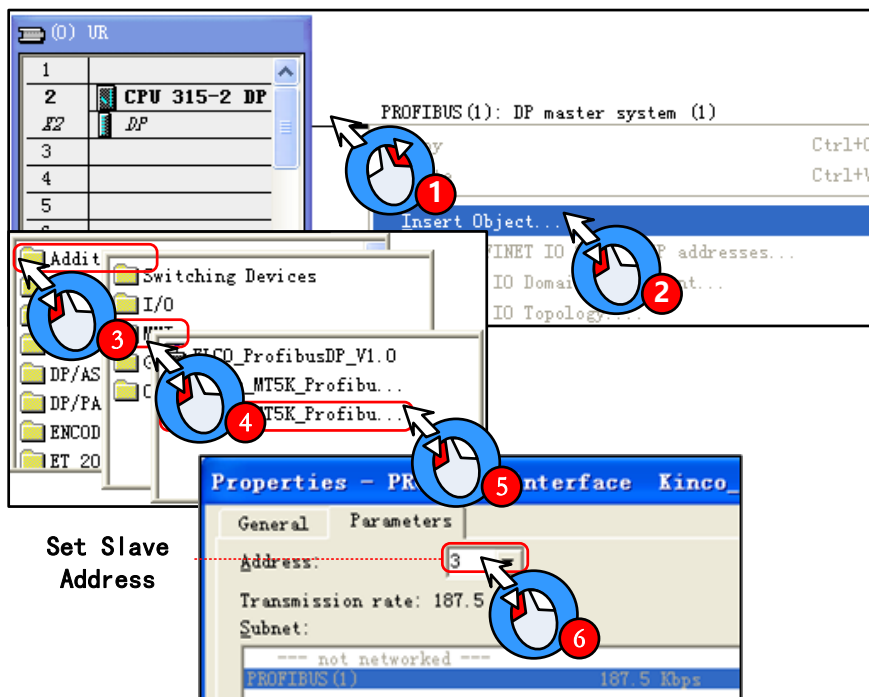 (0) UR
1
2 CPU 315-2 DP
X2 DP
3
4
5
PROFIBUS(1): DP master system (1)
Ctrl+C
Ctrl+V
1
Insert Object...
addresses...
IO
2
IO Topology...
Addit
Switching Devices
I/O
3
ELCO_ProfibusDP_V1.0
_MT5K_Profibu...
DP/AS
4
MT5K_Profibu...
DP/PA
ENCOD
ET 20
5
Properties - PR nterface Kinco_
General Parameters
Set Slave
Address
Address: 3
Transmission rate: 187.5
6
Subnet:
--- not networked ---
PROFIBUS(1) 187.5 Kbps